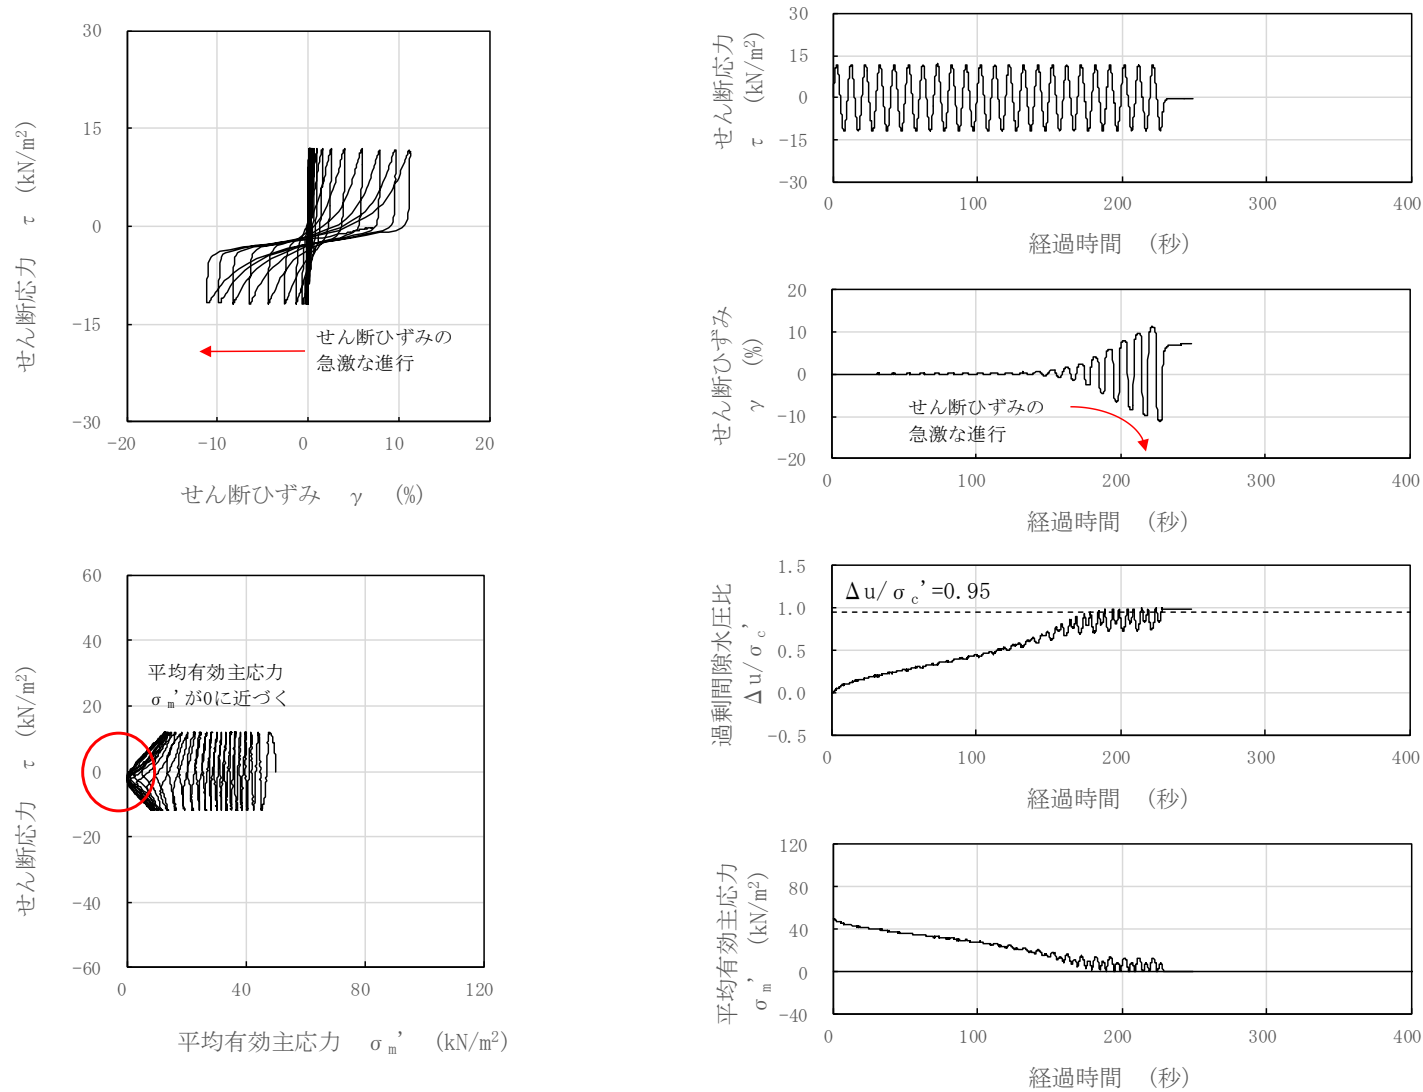 30
15
0
-15
-30
せん断応力 τ (kN/m²)
-20
-10
0
10
20
せん断ひずみ γ (%)
せん断ひずみの
急激な進行
30
15
0
-15
-30
せん断応力
τ (kN/m²)
0
100
200
300
400
経過時間 (秒)
20
10
0
-10
-20
せん断ひずみ
γ (%)
せん断ひずみの
急激な進行
0
100
200
300
400
経過時間 (秒)
60
40
20
0
-20
-40
-60
せん断応力 τ (kN/m²)
平均有効主応力
σm'が0に近づく
0
40
80
120
平均有効主応力 σm' (kN/m²)
1.5
1.0
0.5
0.0
-0.5
過剰間隙水圧比
Δu/σc'
Δu/σc'=0.95
0
100
200
300
400
経過時間 (秒)
120
80
40
0
-40
平均有効主応力
σm' (kN/m²)
0
100
200
300
400
経過時間 (秒)